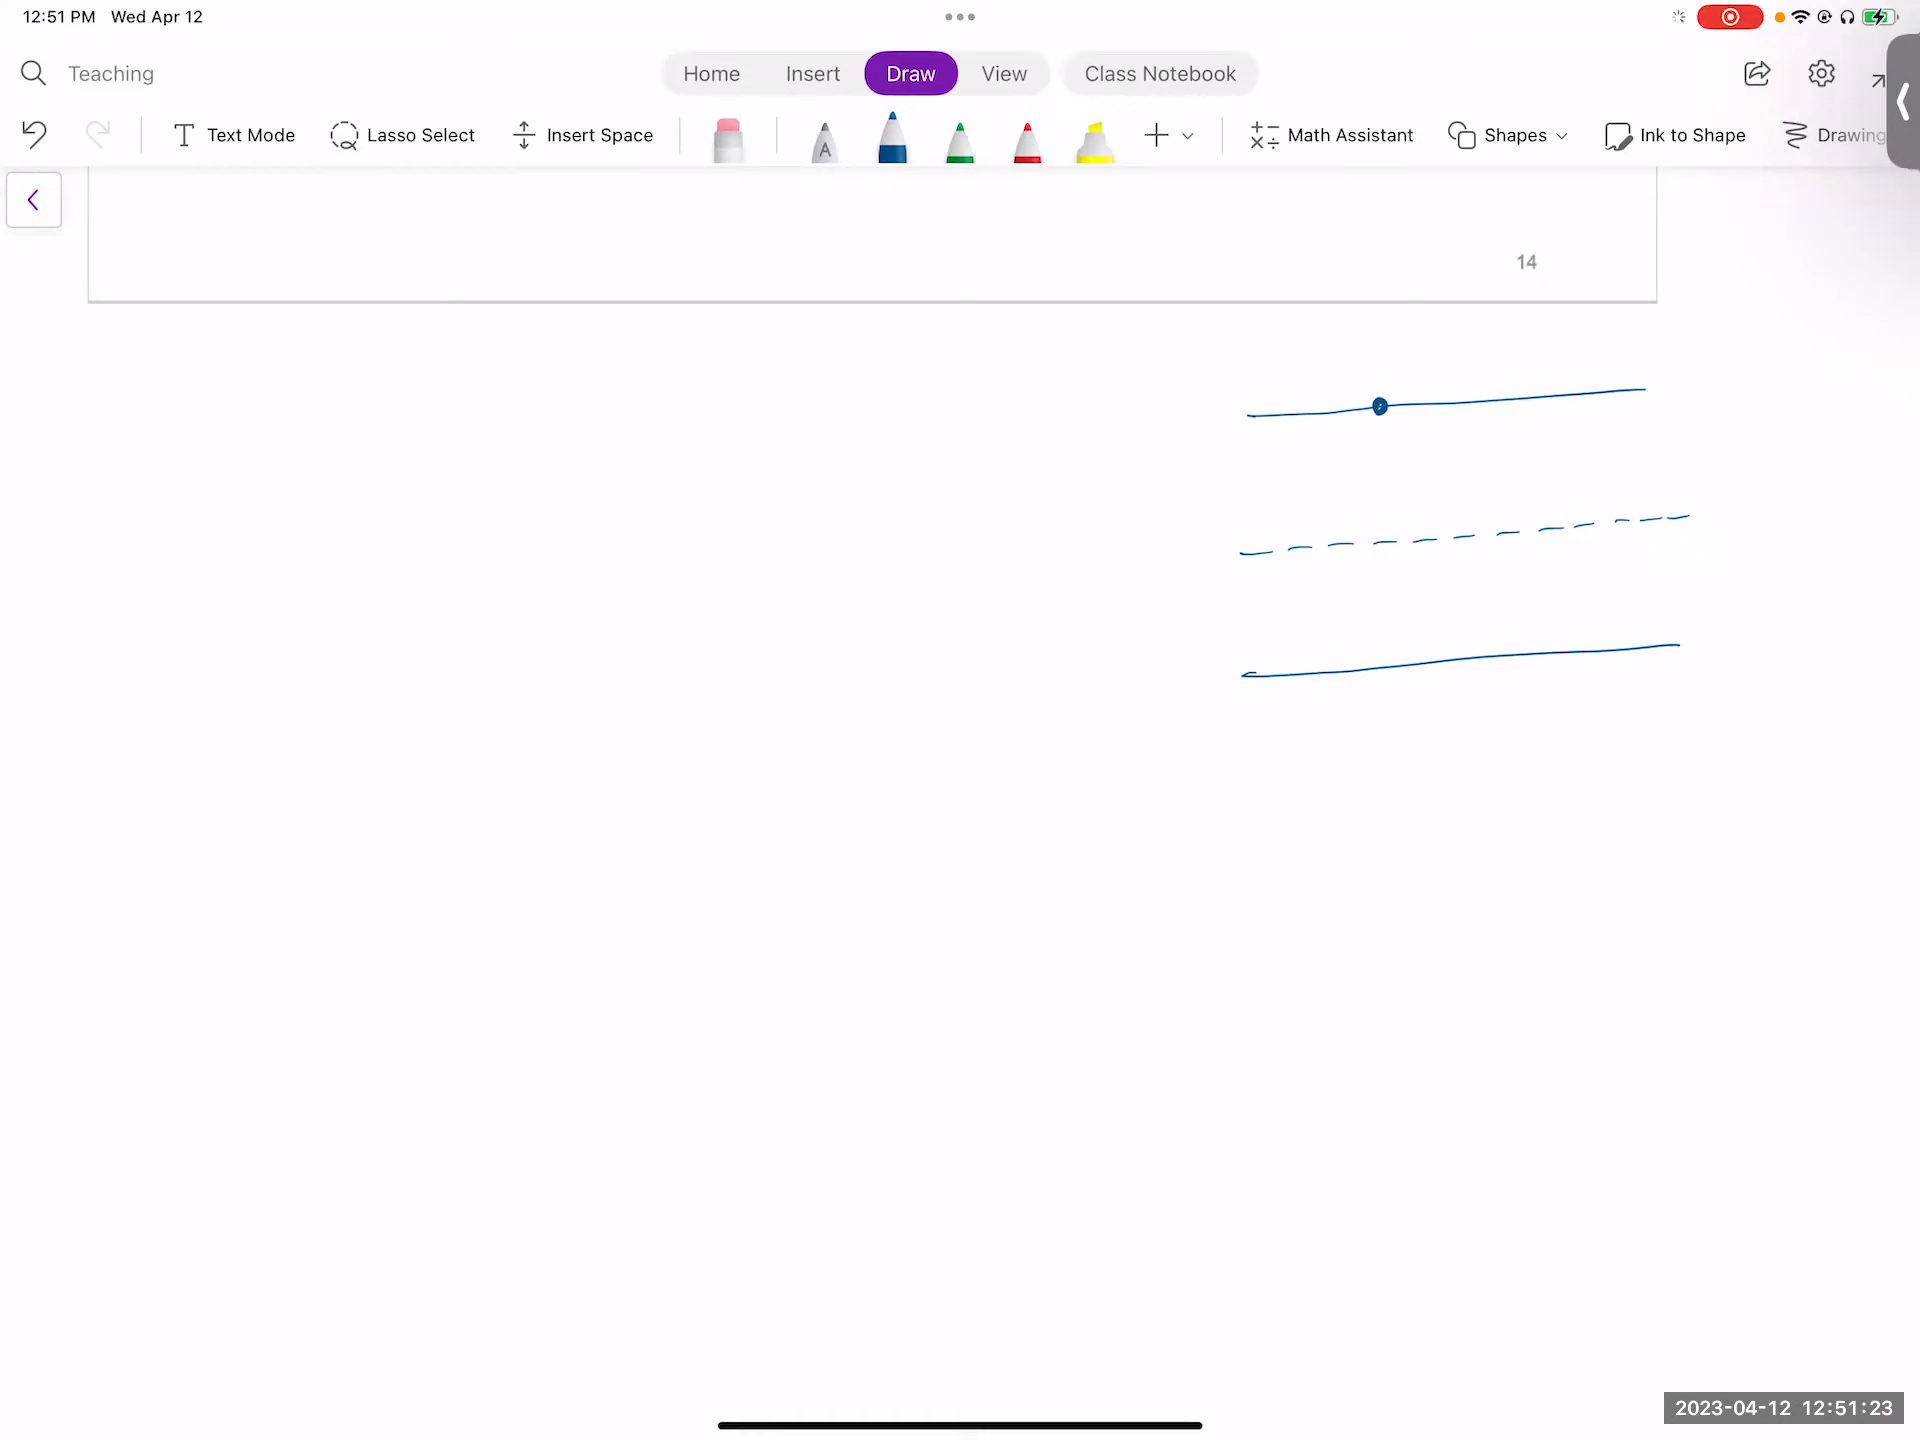 12:51 PM Wed Apr 12
Teaching
Home Insert Draw View Class Notebook
Text Mode Lasso Select Insert Space A Math Assistant Shapes Ink to Shape Drawing
14
2023-04-12 12:51:23